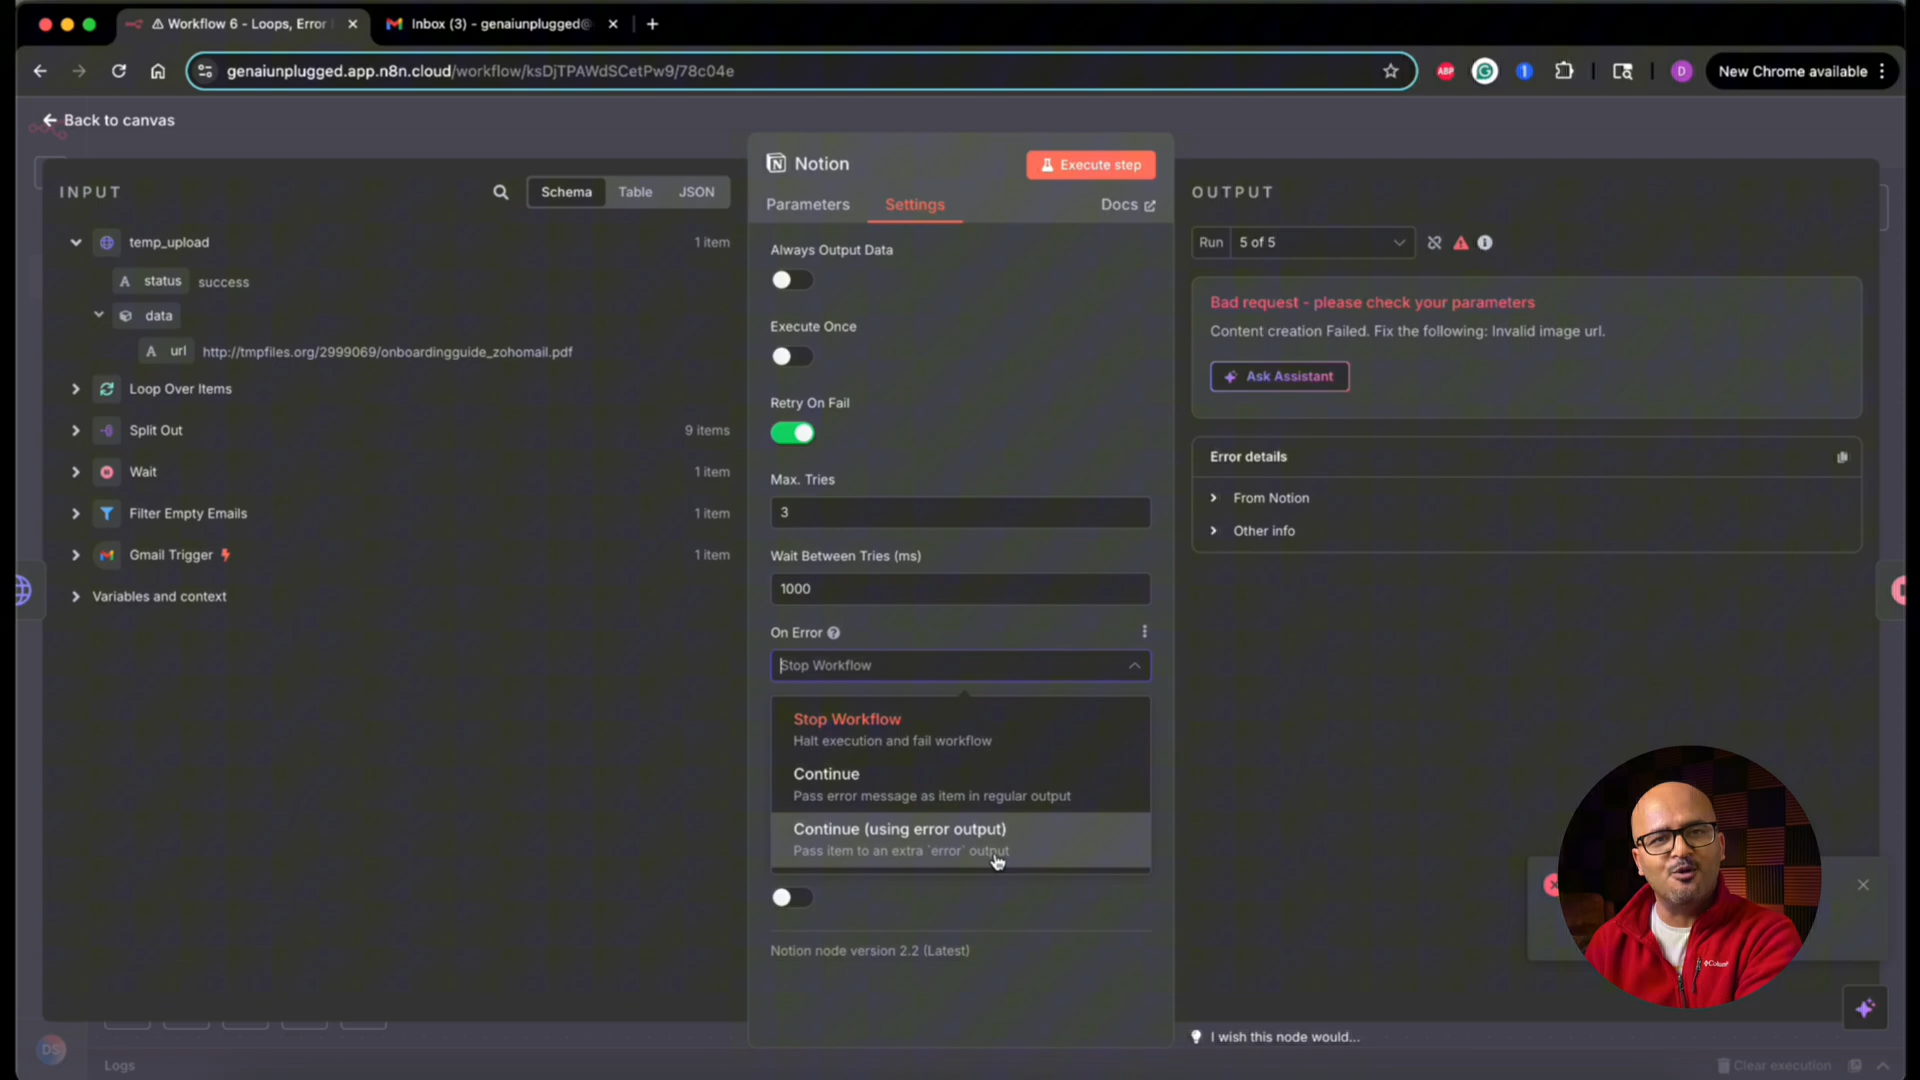 Workflow 6 - Loops, Error
Inbox (3) - genaiunplugged@
genaiunplugged.app.n8n.cloud/workflow/ksDjTPAWdSCetPw9/78c04e
ABP
1
D
New Chrome available
Back to canvas
INPUT
Schema
Table
JSON
temp_upload
1 item
A status success
data
A url http://tmpfiles.org/2999069/onboardingguide_zohomail.pdf
Loop Over Items
Split Out
9 items
Wait
1 item
Filter Empty Emails
1 item
Gmail Trigger
1 item
Variables and context
Notion
Execute step
Parameters
Settings
Docs
Always Output Data
Execute Once
Retry On Fail
Max. Tries
3
Wait Between Tries (ms)
1000
On Error
Stop Workflow
Stop Workflow
Halt execution and fail workflow
Continue
Pass error message as item in regular output
Continue (using error output)
Pass item to an extra `error` output
Notion node version 2.2 (Latest)
OUTPUT
Run 5 of 5
Bad request - please check your parameters
Content creation Failed. Fix the following: Invalid image url.
Ask Assistant
Error details
From Notion
Other info
I wish this node would...
DS
Logs
Clear execution
Columbia